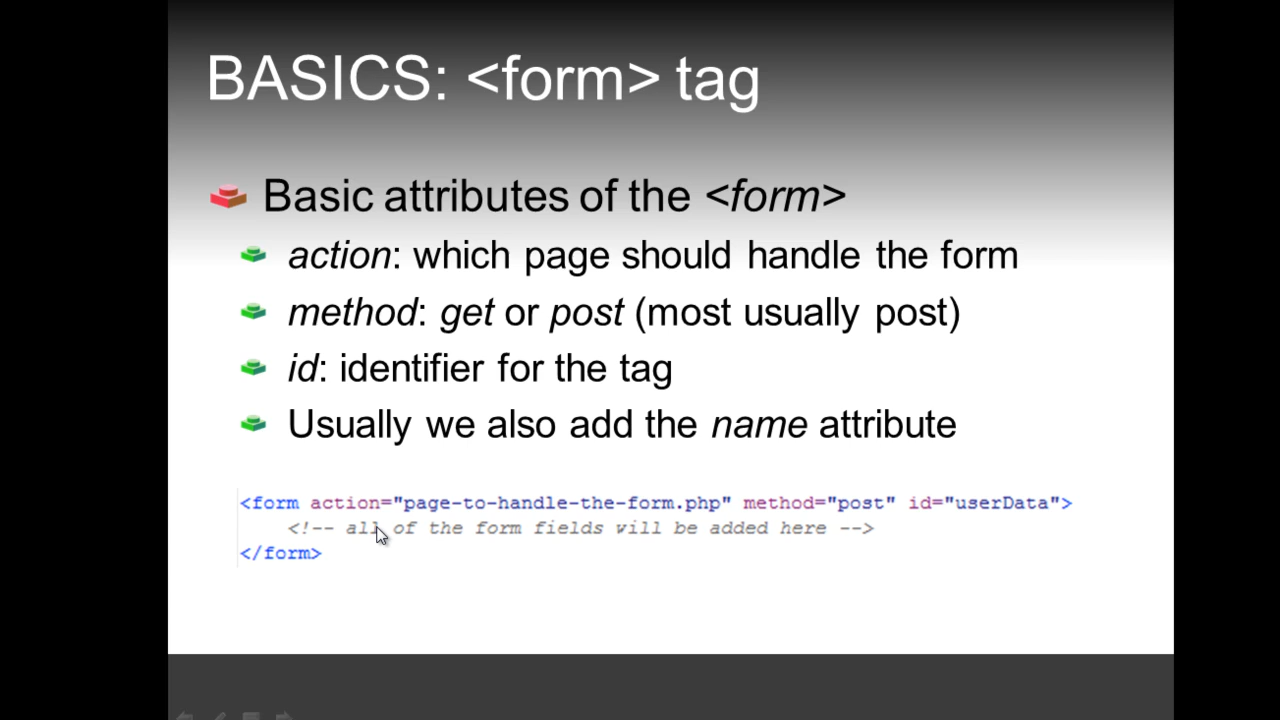 BASICS: <form> tag
Basic attributes of the <form>
action: which page should handle the form
method: get or post (most usually post)
id: identifier for the tag
Usually we also add the name attribute
<form action="page-to-handle-the-form.php" method="post" id="userData">
<!-- all of the form fields will be added here -->
</form>